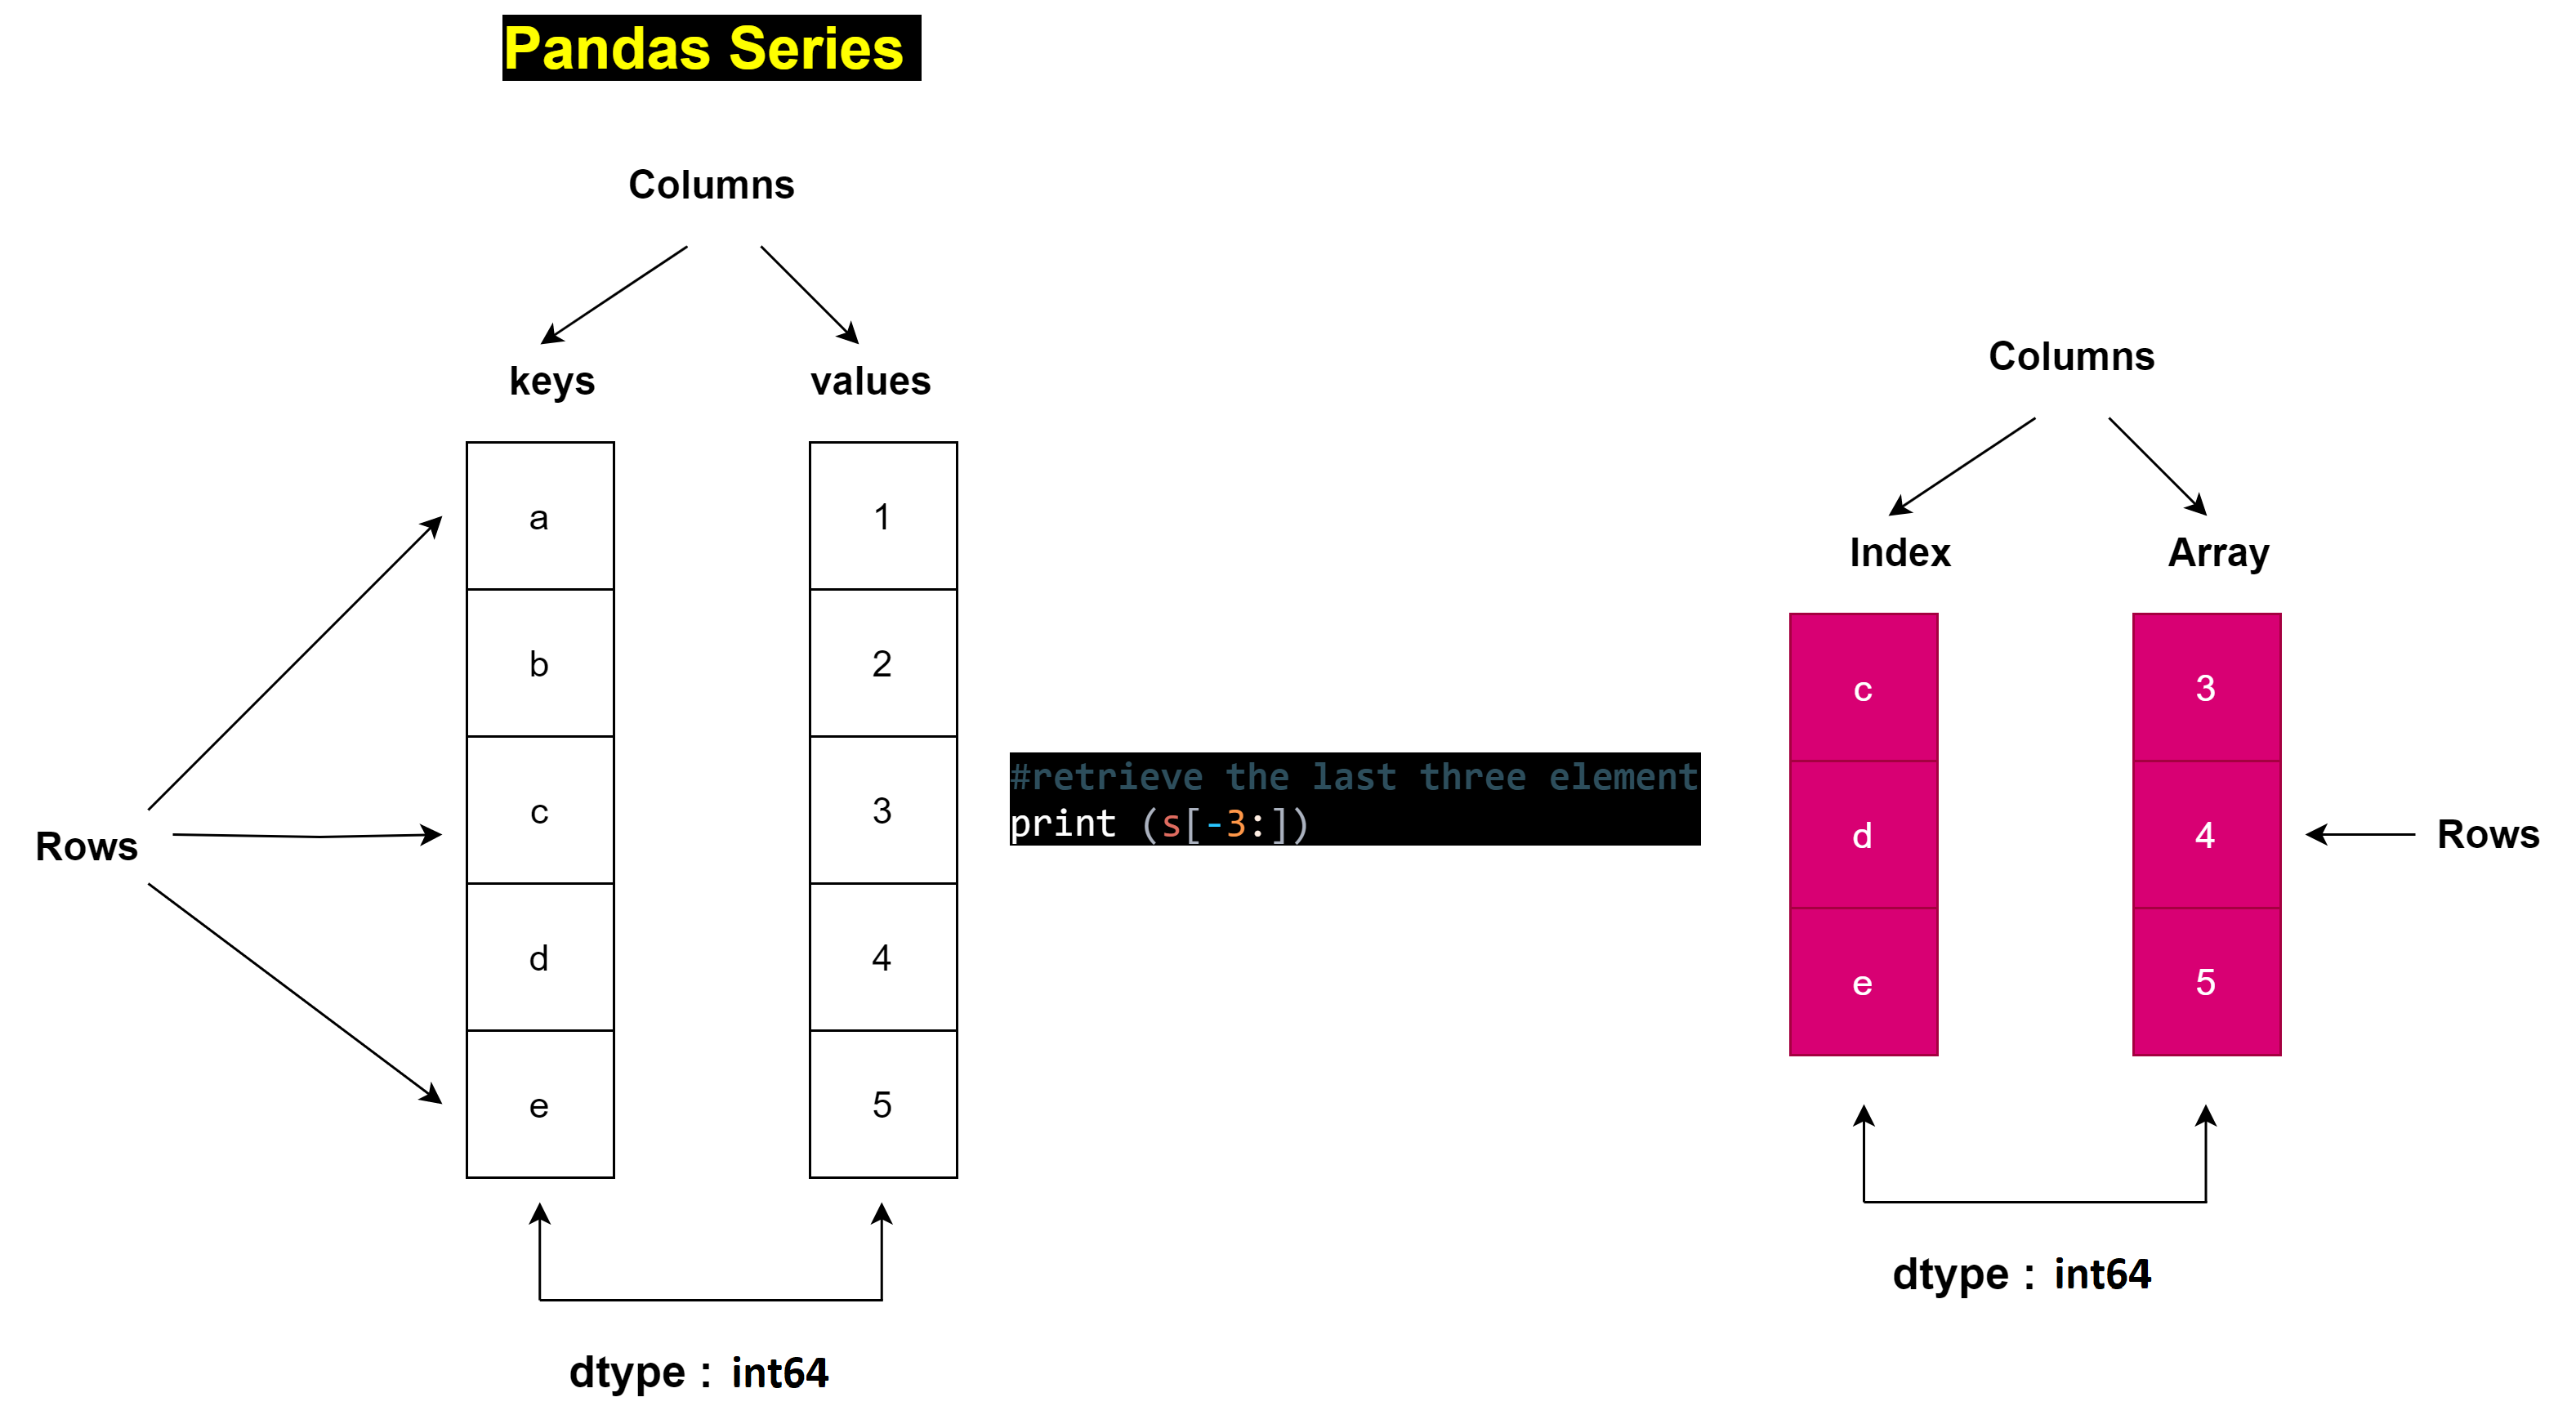 Pandas Series
Columns
keys values
a 1
b 2
c 3
d 4
e 5
Rows
dtype : int64
#retrieve the last three element
print (s[-3:])
Columns
Index Array
c 3
d 4
e 5
Rows
dtype : int64